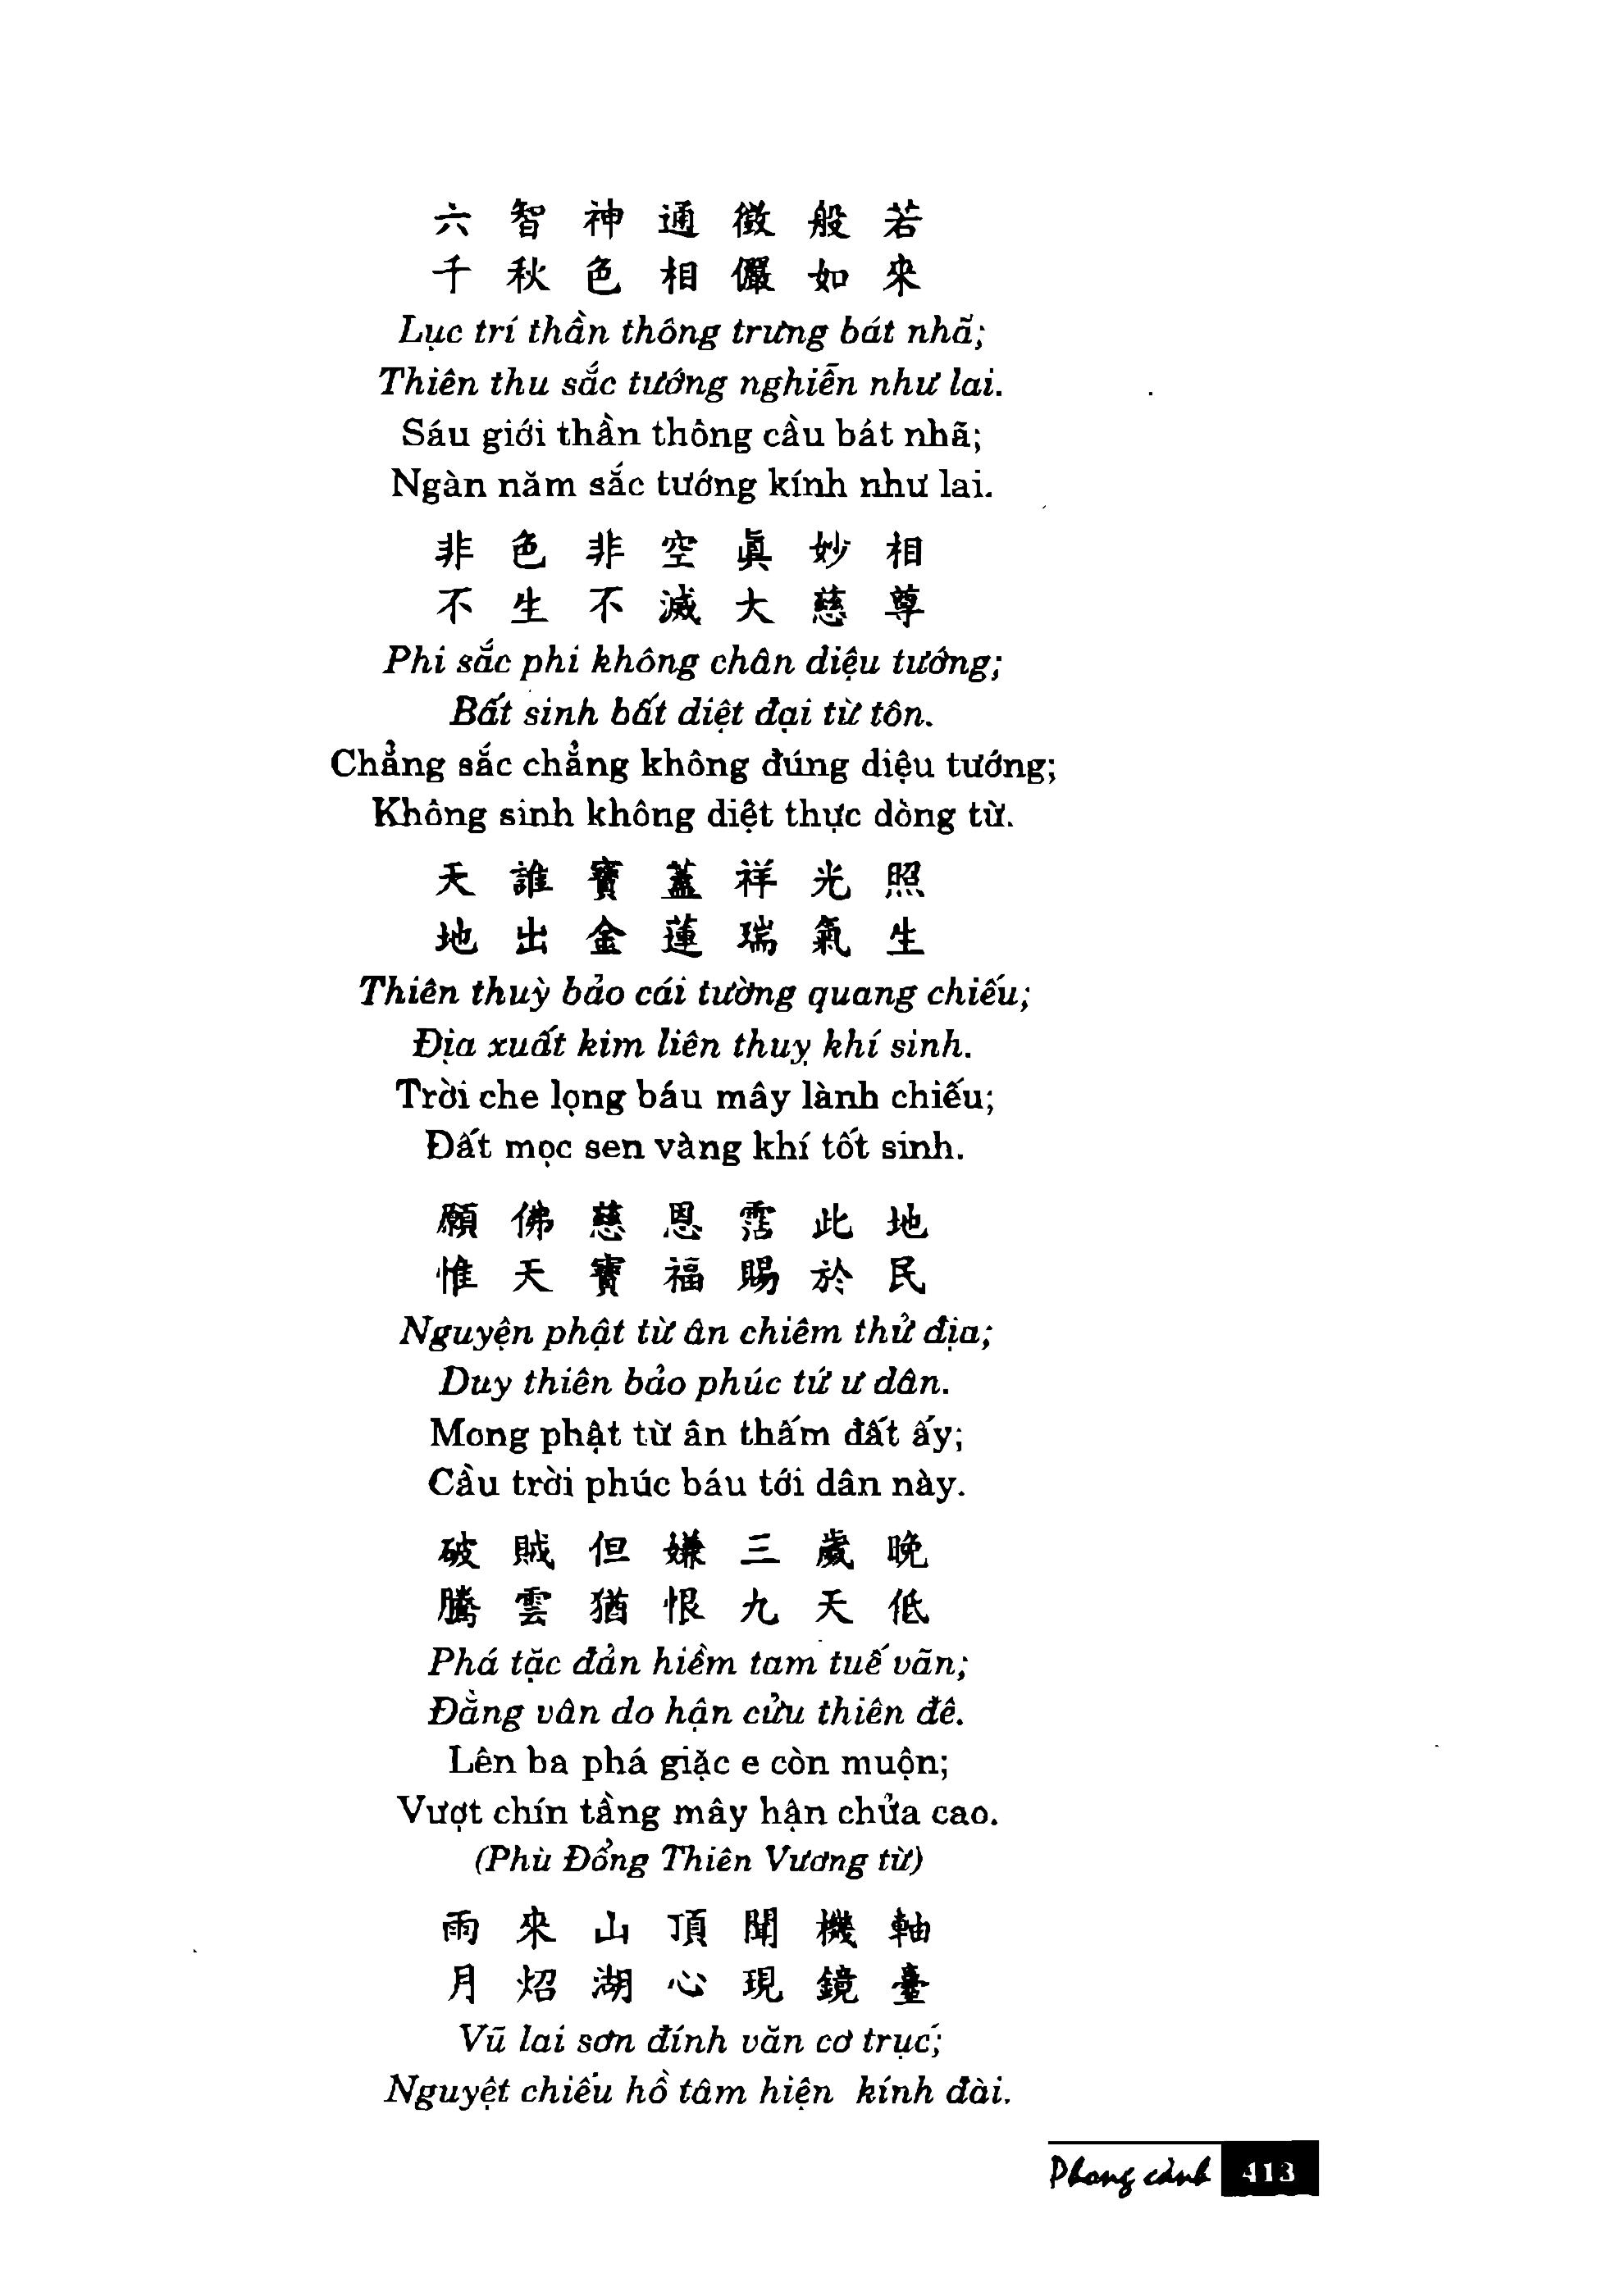 六智神通徵般若
千秋色相儼如來
Lục trí thần thông trưng bát nhã;
Thiên thu sắc tướng nghiễn như lai.
Sáu giới thần thông cầu bát nhã;
Ngàn năm sắc tướng kính như lai.
非色非空眞妙相
不生不滅大慈尊
Phi sắc phi không chân diệu tướng;
Bất sinh bất diệt đại từ tôn.
Chẳng sắc chẳng không đúng diệu tướng;
Không sinh không diệt thực dòng từ.
天誰寶蓋祥光照
地出金蓮瑞氣生
Thiên thuỳ bảo cái tường quang chiếu;
Địa xuất kim liên thuỵ khí sinh.
Trời che lọng báu mây lành chiếu;
Đất mọc sen vàng khí tốt sinh.
願佛慈恩霑此地
惟天寶福賜於民
Nguyện phật từ ân chiêm thử địa;
Duy thiên bảo phúc tứ ư dân.
Mong phật từ ân thấm đất ấy;
Cầu trời phúc báu tới dân này.
破賊但嫌三歲晚
騰雲猶恨九天低
Phá tặc đản hiềm tam tuế vãn;
Đằng vân do hận cửu thiên đê.
Lên ba phá giặc e còn muộn;
Vượt chín tầng mây hận chửa cao.
(Phù Đổng Thiên Vương từ)
雨來山頂聞機軸
月炤湖心現鏡臺
Vũ lai sơn đính văn cơ trục;
Nguyệt chiếu hồ tâm hiện kính đài.
Phong cảnh 413